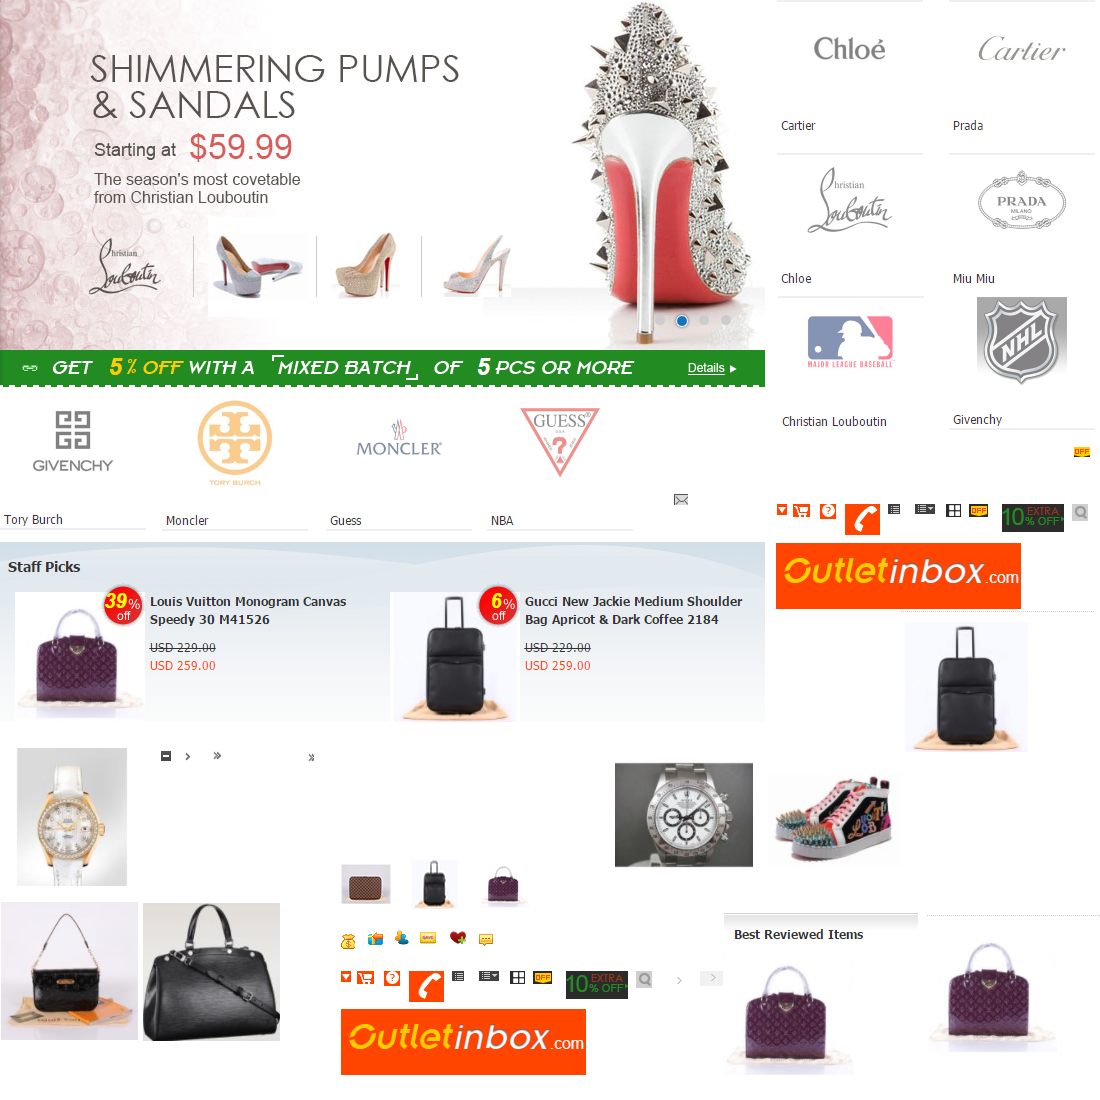 SHIMMERING PUMPS
& SANDALS
Starting at $59.99
The season's most covetable
from Christian Louboutin
Christian
Louboutin
GET 5% OFF WITH A MIXED BATCH OF 5 PCS OR MORE
Details
Chloé
Cartier
Cartier
Prada
Christian
Louboutin
PRADA
MILANO
Chloe
Miu Miu
MAJOR LEAGUE BASEBALL
NHL
Christian Louboutin
Givenchy
OFF
GIVENCHY
TORY BURCH
MONCLER
GUESS
U.S.A.
?
Tory Burch
Moncler
Guess
NBA
?
OFF
10% EXTRA OFF*
Outletinbox.com
Staff Picks
39% off
Louis Vuitton Monogram Canvas
Speedy 30 M41526
USD 229.00
USD 259.00
6% off
Gucci New Jackie Medium Shoulder
Bag Apricot & Dark Coffee 2184
USD 229.00
USD 259.00
SAVE
?
OFF
10% EXTRA OFF*
Outletinbox.com
Best Reviewed Items